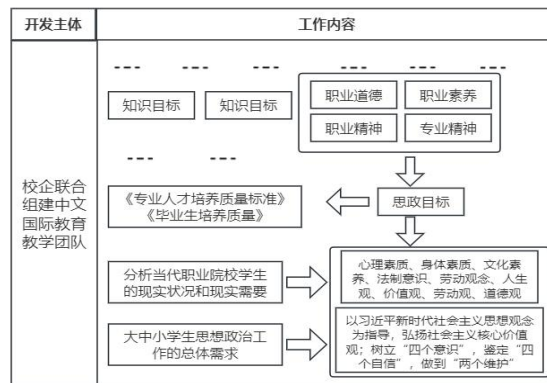 开发主体
工作内容
校企联合
组建中文
国际教育
教学团队
知识目标
知识目标
职业道德
职业素养
职业精神
专业精神
《专业人才培养质量标准》
《毕业生培养质量》
思政目标
分析当代职业院校学生
的现实状况和现实需要
心理素质、身体素质、文化素
养、法制意识、劳动观念、人生
观、价值观、劳动观、道德观
大中小学生思想政治工
作的总体需求
以习近平新时代社会主义思想观念
为指导，弘扬社会主义核心价值
观；树立“四个意识”，鉴定“四
个自信”，做到“两个维护”